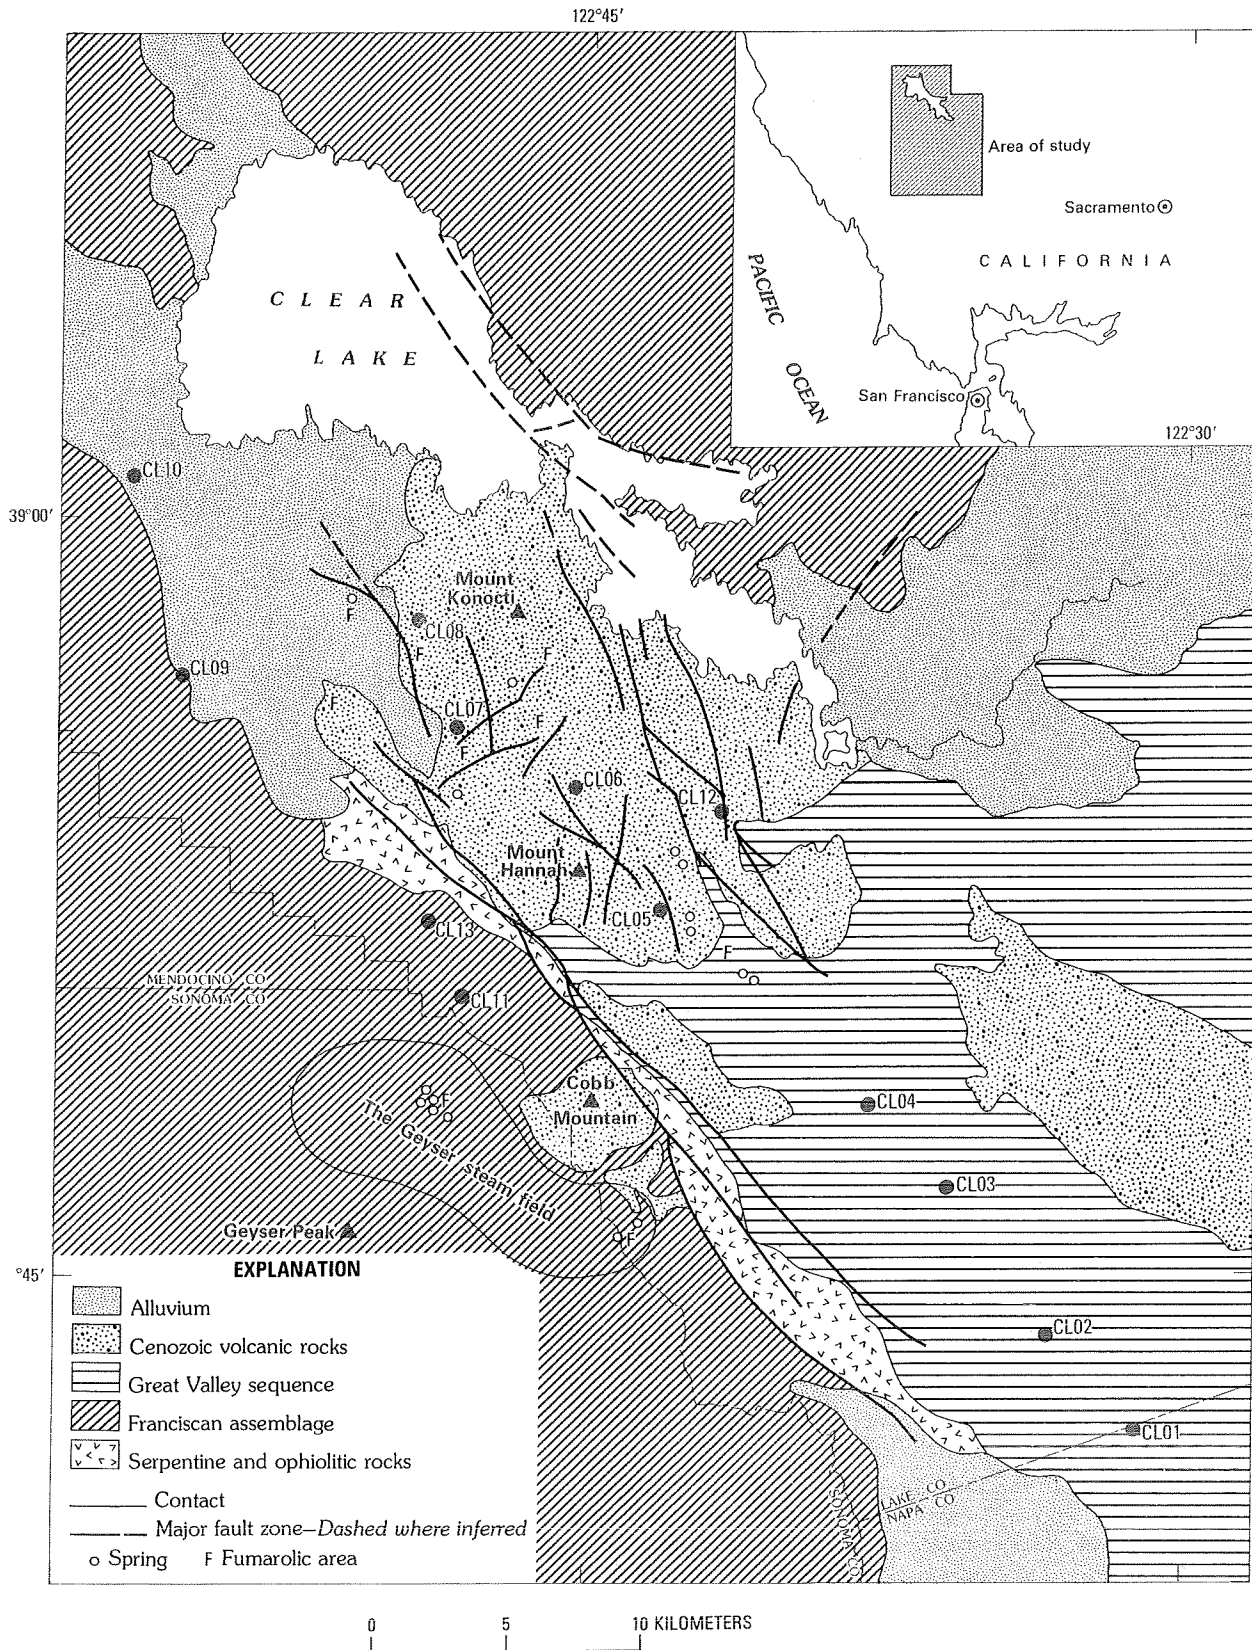 122°45′
Area of study
Sacramento
CALIFORNIA
PACIFIC OCEAN
San Francisco
122°30′
CLEAR
LAKE
CL10
39°00′
Mount
Konocti
F
CL08
F
F
CL09
F
CL07
F
F
CL06
CL12
Mount
Hannah
CL05
CL13
F
MENDOCINO CO
SONOMA CO
CL11
Cobb
Mountain
F
CL04
The Geyser steam field
CL03
Geyser Peak
F
°45′
EXPLANATION
Alluvium
Cenozoic volcanic rocks
Great Valley sequence
Franciscan assemblage
Serpentine and ophiolitic rocks
Contact
Major fault zone—Dashed where inferred
Spring F Fumarolic area
CL02
CL01
LAKE CO
NAPA CO
SONOMA CO
0 5 10 KILOMETERS